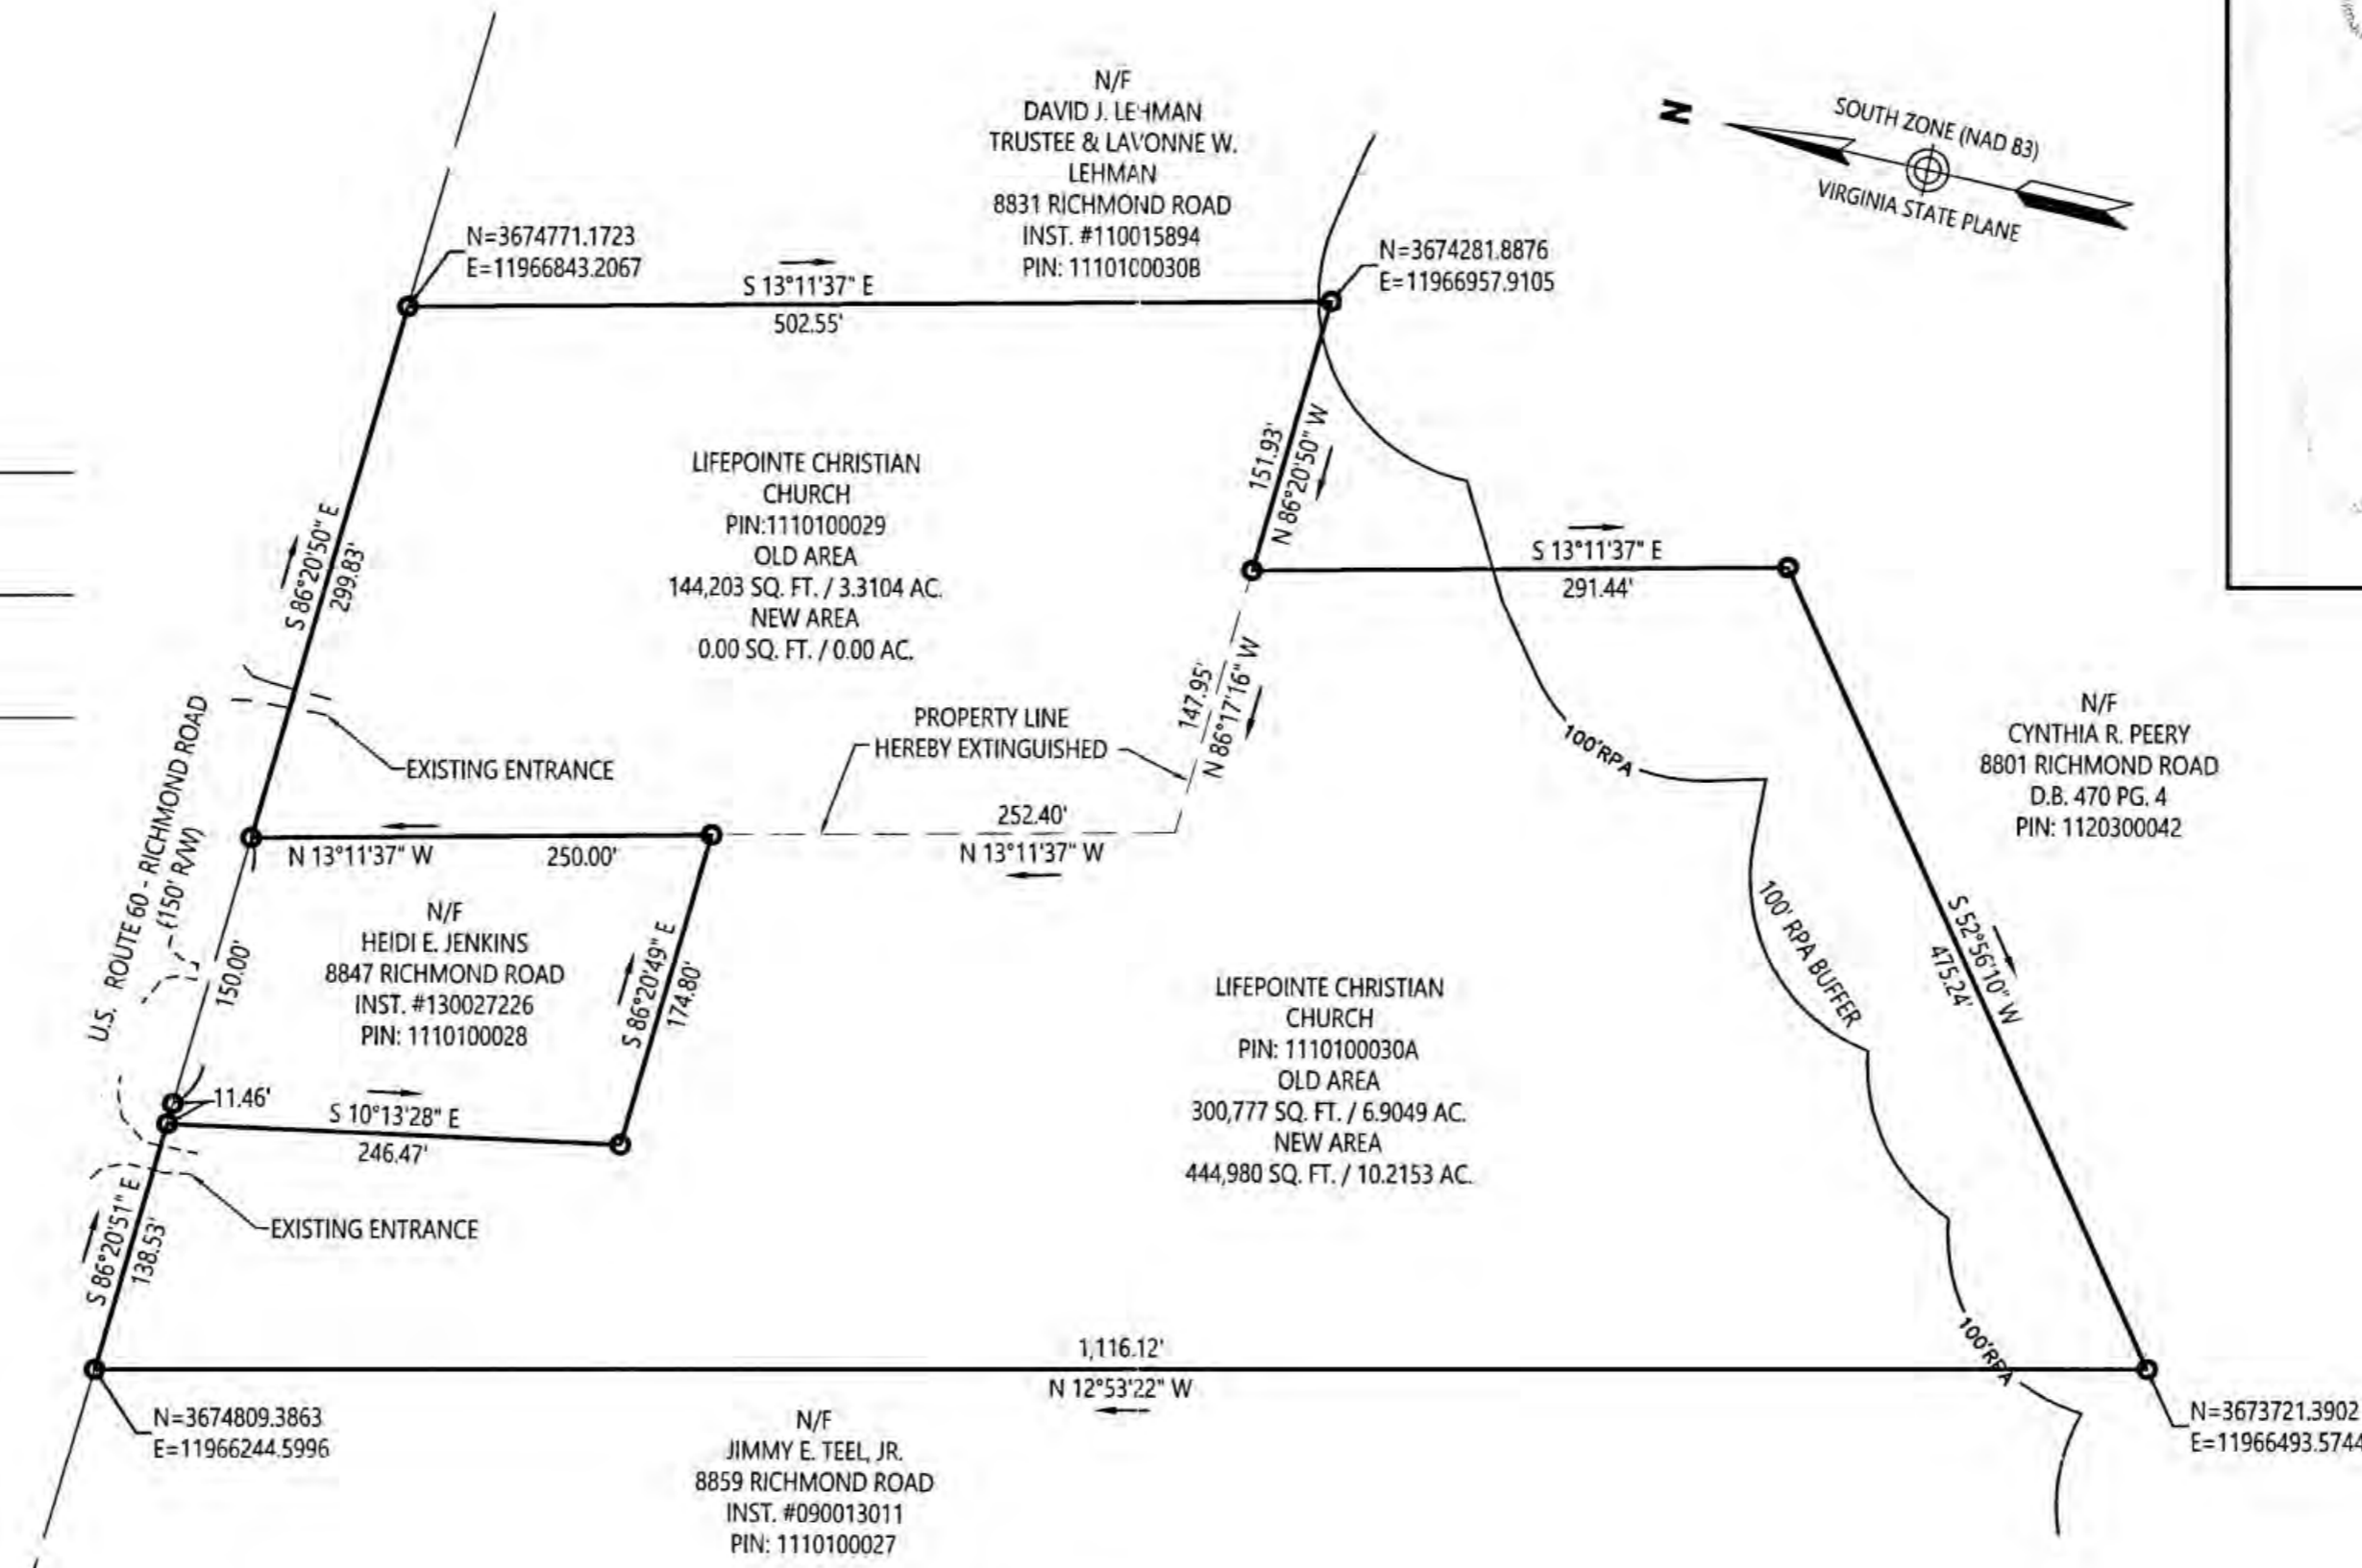 N/F
DAVID J. LEHMAN
TRUSTEE & LAVONNE W.
LEHMAN
8831 RICHMOND ROAD
INST. #110015894
PIN: 1110100030B
N
SOUTH ZONE (NAD 83)
VIRGINIA STATE PLANE
N=3674771.1723
E=11966843.2067
S 13°11'37" E
502.55'
N=3674281.8876
E=11966957.9105
S 86°20'50" E
299.83'
LIFEPOINTE CHRISTIAN
CHURCH
PIN:1110100029
OLD AREA
144,203 SQ. FT. / 3.3104 AC.
NEW AREA
0.00 SQ. FT. / 0.00 AC.
151.93'
N 86°20'50" W
S 13°11'37" E
291.44'
147.95'
N 86°17'16" W
PROPERTY LINE
HEREBY EXTINGUISHED
EXISTING ENTRANCE
100'RPA
N/F
CYNTHIA R. PEERY
8801 RICHMOND ROAD
D.B. 470 PG. 4
PIN: 1120300042
U.S. ROUTE 60 - RICHMOND ROAD
(150' R/W)
N 13°11'37" W
250.00'
252.40'
N 13°11'37" W
150.00'
N/F
HEIDI E. JENKINS
8847 RICHMOND ROAD
INST. #130027226
PIN: 1110100028
S 86°20'49" E
174.80'
100' RPA BUFFER
S 52°56'10" W
475.24'
LIFEPOINTE CHRISTIAN
CHURCH
PIN: 1110100030A
OLD AREA
300,777 SQ. FT. / 6.9049 AC.
NEW AREA
444,980 SQ. FT. / 10.2153 AC.
11.46'
S 10°13'28" E
246.47'
S 86°20'51" E
138.53'
EXISTING ENTRANCE
1,116.12'
N 12°53'22" W
100'RPA
N=3674809.3863
E=11966244.5996
N/F
JIMMY E. TEEL, JR.
8859 RICHMOND ROAD
INST. #090013011
PIN: 1110100027
N=3673721.3902
E=11966493.5744